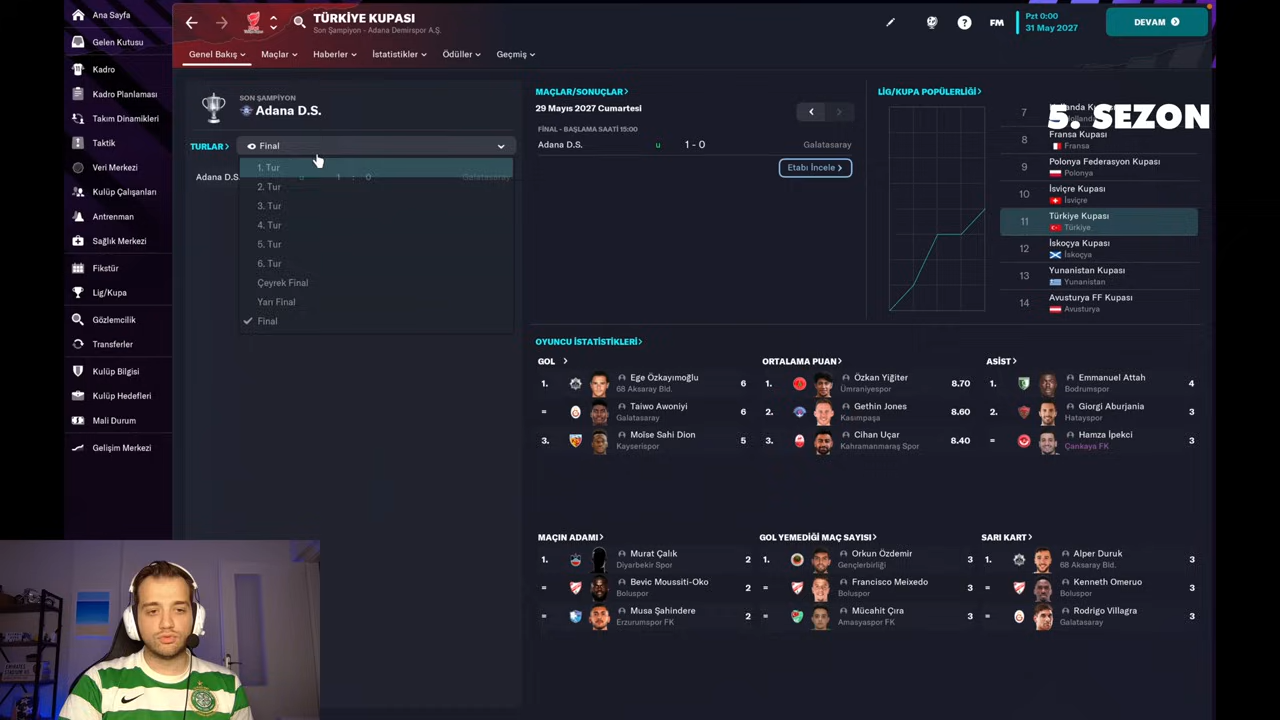 Ana Sayfa
Gelen Kutusu
Kadro
Kadro Planlaması
Takım Dinamikleri
Taktik
Veri Merkezi
Kulüp Çalışanları
Antrenman
Sağlık Merkezi
Fikstür
Lig/Kupa
Gözlemcilik
Transferler
Kulüp Bilgisi
Kulüp Hedefleri
Mali Durum
Gelişim Merkezi
TÜRKİYE KUPASI
Son Şampiyon - Adana Demirspor A.Ş.
FM
Pzt 0:00
31 May 2027
DEVAM
Genel Bakış
Maçlar
Haberler
İstatistikler
Ödüller
Geçmiş
SON ŞAMPİYON
Adana D.S.
TURLAR
Final
1. Tur
Adana D.S.
1 : 0
Galatasaray
2. Tur
3. Tur
4. Tur
5. Tur
6. Tur
Çeyrek Final
Yarı Final
Final
MAÇLAR/SONUÇLAR
29 Mayıs 2027 Cumartesi
FİNAL - BAŞLAMA SAATİ 15:00
Adana D.S. u 1 - 0 Galatasaray
Etabı İncele
LİG/KUPA POPÜLERLİĞİ
5. SEZON
7 Hollanda Kupası
8 Fransa Kupası
Fransa
9 Polonya Federasyon Kupası
Polonya
10 İsviçre Kupası
İsviçre
11 Türkiye Kupası
Türkiye
12 İskoçya Kupası
İskoçya
13 Yunanistan Kupası
Yunanistan
14 Avusturya FF Kupası
Avusturya
OYUNCU İSTATİSTİKLERİ
GOL
1. Ege Özkayımoğlu 6
68 Aksaray Bld.
= Taiwo Awoniyi 6
Galatasaray
3. Moïse Sahi Dion 5
Kayserispor
ORTALAMA PUAN
1. Özkan Yiğiter 8.70
Ümraniyespor
2. Gethin Jones 8.60
Kasımpaşa
3. Cihan Uçar 8.40
Kahramanmaraş Spor
ASİST
1. Emmanuel Attah 4
Bodrumspor
2. Giorgi Aburjania 3
Hatayspor
= Hamza İpekci 3
Çankaya FK
MAÇIN ADAMI
1. Murat Çalık 2
Diyarbekir Spor
= Bevic Moussiti-Oko 2
Boluspor
= Musa Şahindere 2
Erzurumspor FK
GOL YEMEDİĞİ MAÇ SAYISI
1. Orkun Özdemir 3
Gençlerbirliği
= Francisco Meixedo 3
Boluspor
= Mücahit Çıra 3
Amasyaspor FK
SARI KART
1. Alper Duruk 3
68 Aksaray Bld.
= Kenneth Omeruo 3
Boluspor
= Rodrigo Villagra 3
Galatasaray